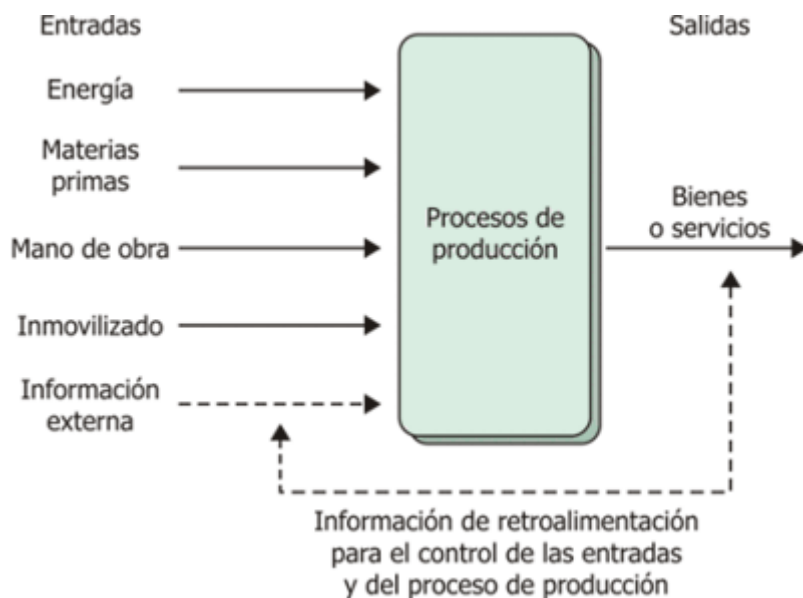 Entradas
Salidas
Energía
Materias
primas
Mano de obra
Inmovilizado
Información
externa
Procesos de
producción
Bienes
o servicios
Información de retroalimentación
para el control de las entradas
y del proceso de producción